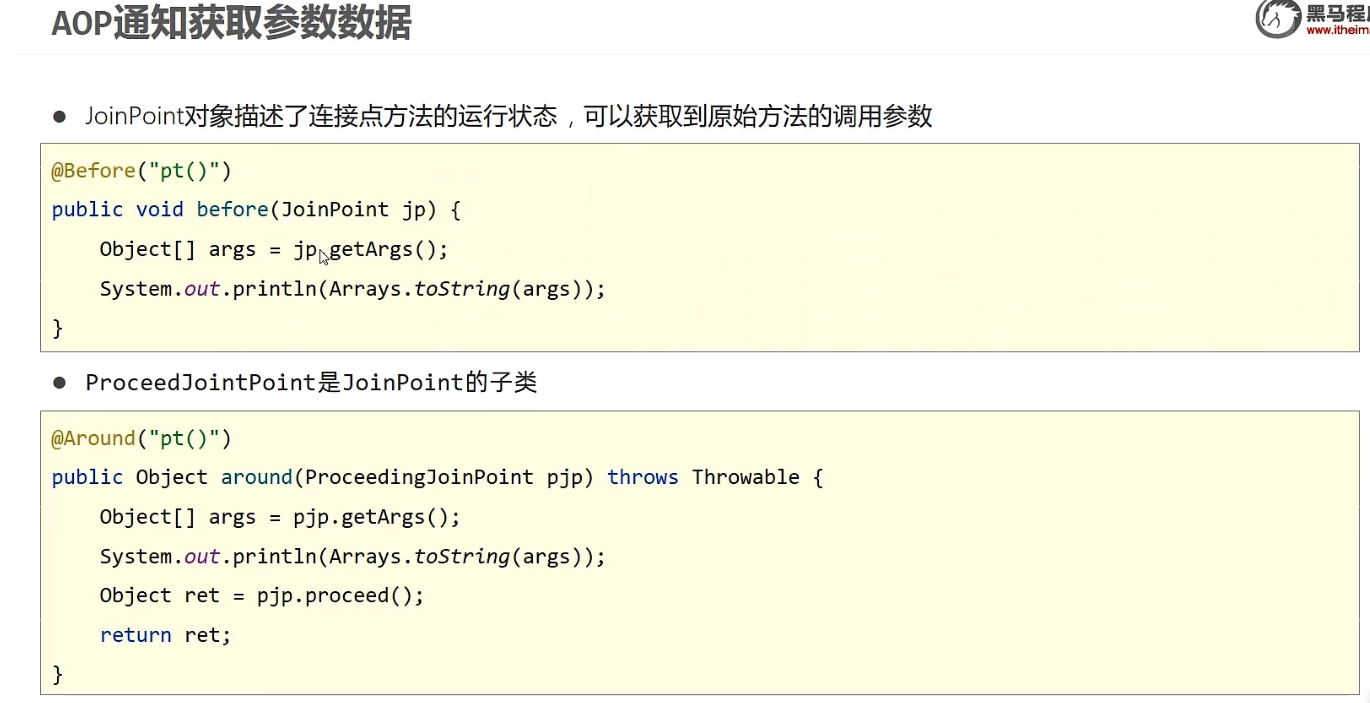 AOP通知获取参数数据
黑马程
www.itheim
● JoinPoint对象描述了连接点方法的运行状态，可以获取到原始方法的调用参数
@Before("pt()")
public void before(JoinPoint jp) {
    Object[] args = jp.getArgs();
    System.out.println(Arrays.toString(args));
}
● ProceedJointPoint是JoinPoint的子类
@Around("pt()")
public Object around(ProceedingJoinPoint pjp) throws Throwable {
    Object[] args = pjp.getArgs();
    System.out.println(Arrays.toString(args));
    Object ret = pjp.proceed();
    return ret;
}